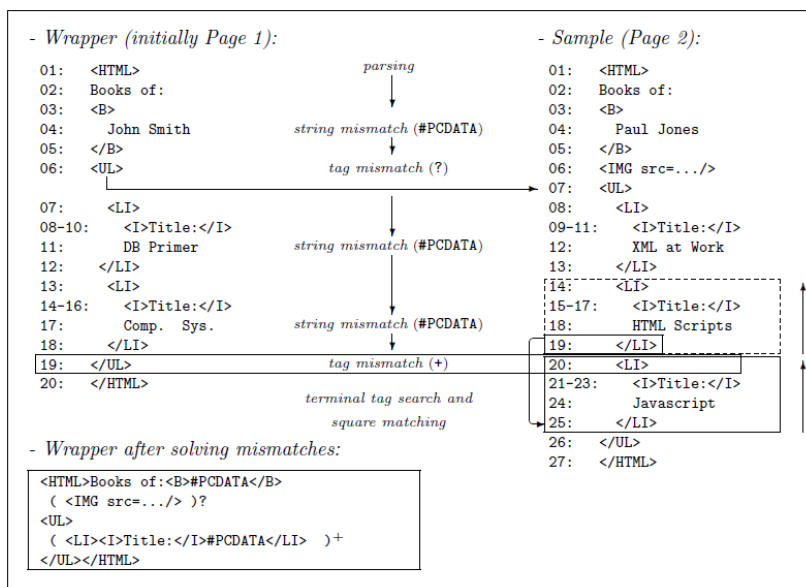 - Wrapper (initially Page 1):
01: <HTML>
02: Books of:
03: <B>
04: John Smith
05: </B>
06: <UL>
07: <LI>
08-10: <I>Title:</I>
11: DB Primer
12: </LI>
13: <LI>
14-16: <I>Title:</I>
17: Comp. Sys.
18: </LI>
19: </UL>
20: </HTML>
parsing
string mismatch (#PCDATA)
tag mismatch (?)
string mismatch (#PCDATA)
string mismatch (#PCDATA)
tag mismatch (+)
terminal tag search and
square matching
- Sample (Page 2):
01: <HTML>
02: Books of:
03: <B>
04: Paul Jones
05: </B>
06: <IMG src=.../>
07: <UL>
08: <LI>
09-11: <I>Title:</I>
12: XML at Work
13: </LI>
14: <LI>
15-17: <I>Title:</I>
18: HTML Scripts
19: </LI>
20: <LI>
21-23: <I>Title:</I>
24: Javascript
25: </LI>
26: </UL>
27: </HTML>
- Wrapper after solving mismatches:
<HTML>Books of:<B>#PCDATA</B>
( <IMG src=.../> )?
<UL>
( <LI><I>Title:</I>#PCDATA</LI> )+
</UL></HTML>